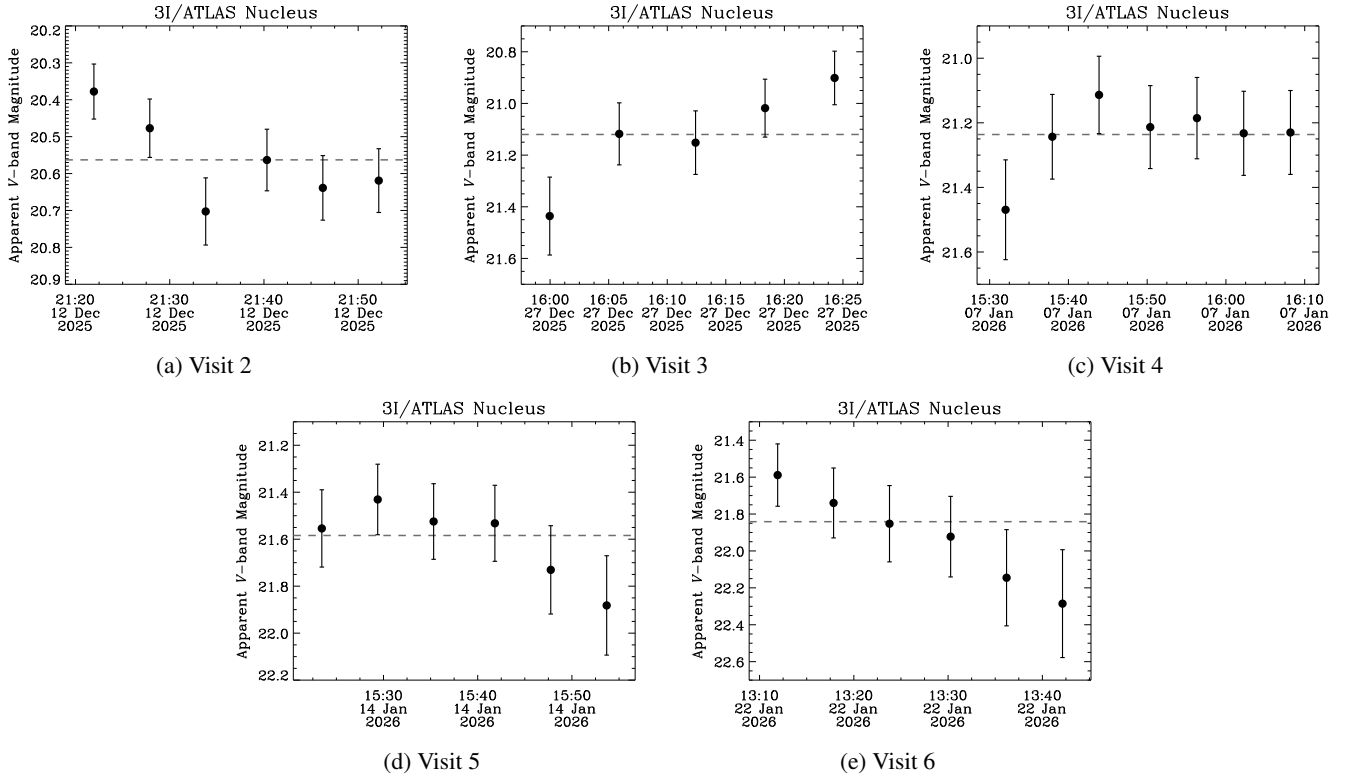 3I/ATLAS Nucleus
Apparent V-band Magnitude
20.2
20.3
20.4
20.5
20.6
20.7
20.8
20.9
21:20 21:30 21:40 21:50
12 Dec 12 Dec 12 Dec 12 Dec
2025 2025 2025 2025
(a) Visit 2
3I/ATLAS Nucleus
Apparent V-band Magnitude
20.8
21.0
21.2
21.4
21.6
16:00 16:05 16:10 16:15 16:20 16:25
27 Dec 27 Dec 27 Dec 27 Dec 27 Dec 27 Dec
2025 2025 2025 2025 2025 2025
(b) Visit 3
3I/ATLAS Nucleus
Apparent V-band Magnitude
21.0
21.2
21.4
21.6
15:30 15:40 15:50 16:00 16:10
07 Jan 07 Jan 07 Jan 07 Jan 07 Jan
2026 2026 2026 2026 2026
(c) Visit 4
3I/ATLAS Nucleus
Apparent V-band Magnitude
21.2
21.4
21.6
21.8
22.0
22.2
15:30 15:40 15:50
14 Jan 14 Jan 14 Jan
2026 2026 2026
(d) Visit 5
3I/ATLAS Nucleus
Apparent V-band Magnitude
21.4
21.6
21.8
22.0
22.2
22.4
22.6
13:10 13:20 13:30 13:40
22 Jan 22 Jan 22 Jan 22 Jan
2026 2026 2026 2026
(e) Visit 6